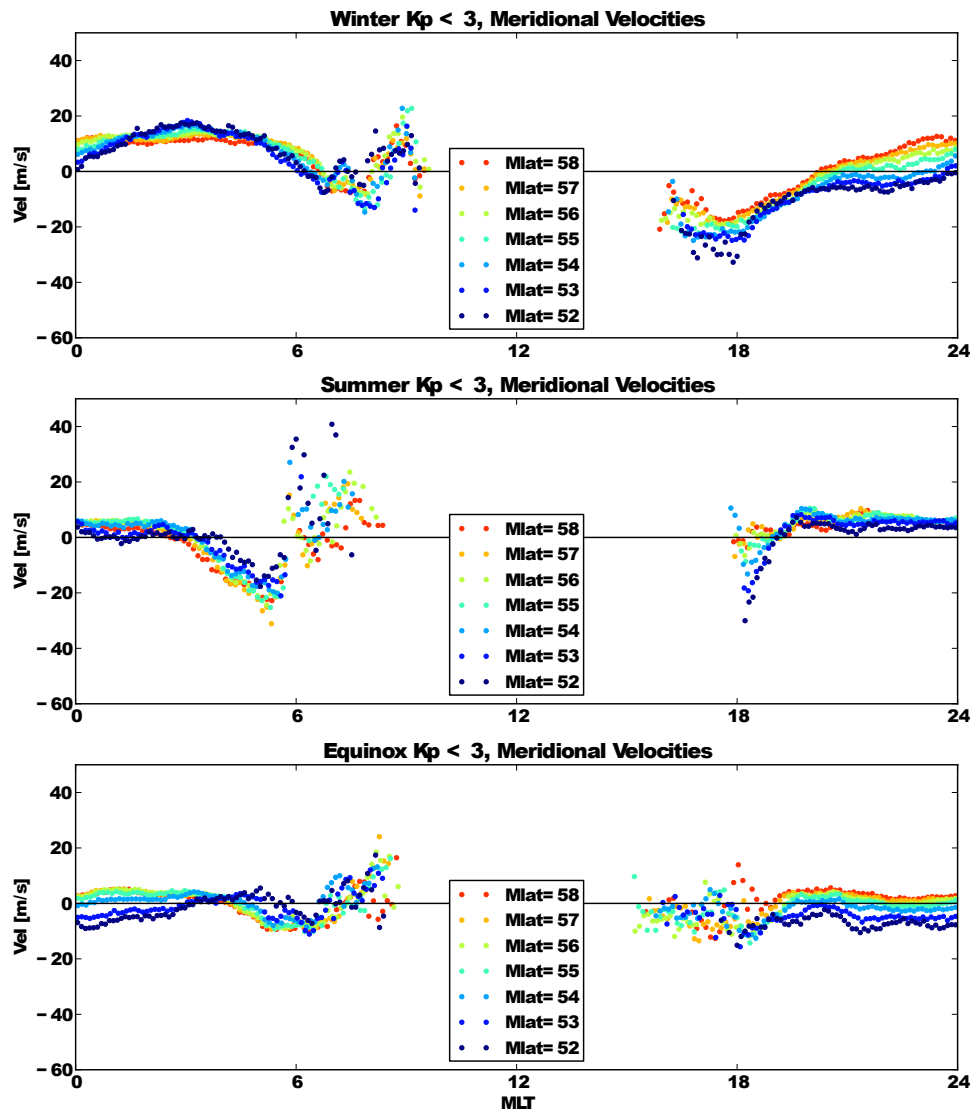 Winter Kp < 3, Meridional Velocities
40
20
0
−20
−40
−60
Vel [m/s]
Mlat= 58
Mlat= 57
Mlat= 56
Mlat= 55
Mlat= 54
Mlat= 53
Mlat= 52
0 6 12 18 24
Summer Kp < 3, Meridional Velocities
40
20
0
−20
−40
−60
Vel [m/s]
Mlat= 58
Mlat= 57
Mlat= 56
Mlat= 55
Mlat= 54
Mlat= 53
Mlat= 52
0 6 12 18 24
Equinox Kp < 3, Meridional Velocities
40
20
0
−20
−40
−60
Vel [m/s]
Mlat= 58
Mlat= 57
Mlat= 56
Mlat= 55
Mlat= 54
Mlat= 53
Mlat= 52
0 6 12 18 24
MLT